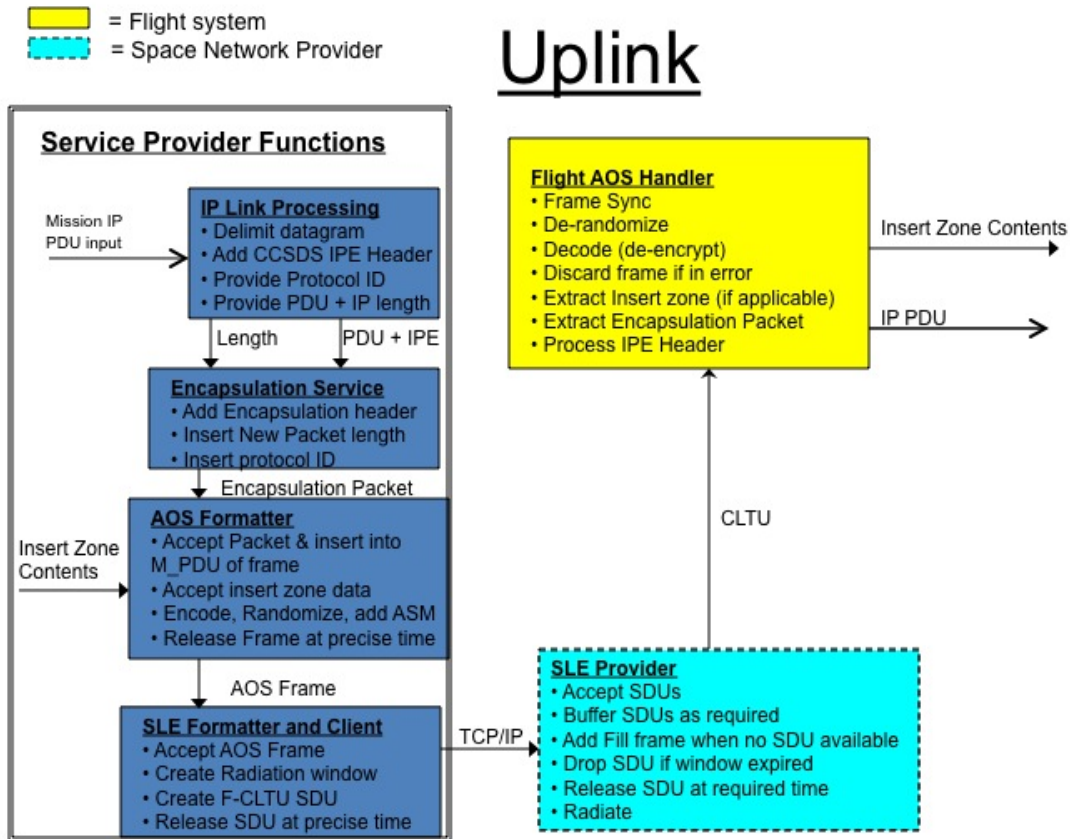 = Flight system
= Space Network Provider
Uplink
Service Provider Functions
IP Link Processing
• Delimit datagram
• Add CCSDS IPE Header
• Provide Protocol ID
• Provide PDU + IP length
Mission IP
PDU input
Length
PDU + IPE
Encapsulation Service
• Add Encapsulation header
• Insert New Packet length
• Insert protocol ID
Encapsulation Packet
AOS Formatter
• Accept Packet & insert into
M_PDU of frame
• Accept insert zone data
• Encode, Randomize, add ASM
• Release Frame at precise time
Insert Zone
Contents
AOS Frame
SLE Formatter and Client
• Accept AOS Frame
• Create Radiation window
• Create F-CLTU SDU
• Release SDU at precise time
TCP/IP
SLE Provider
• Accept SDUs
• Buffer SDUs as required
• Add Fill frame when no SDU available
• Drop SDU if window expired
• Release SDU at required time
• Radiate
CLTU
Flight AOS Handler
• Frame Sync
• De-randomize
• Decode (de-encrypt)
• Discard frame if in error
• Extract Insert zone (if applicable)
• Extract Encapsulation Packet
• Process IPE Header
Insert Zone Contents
IP PDU